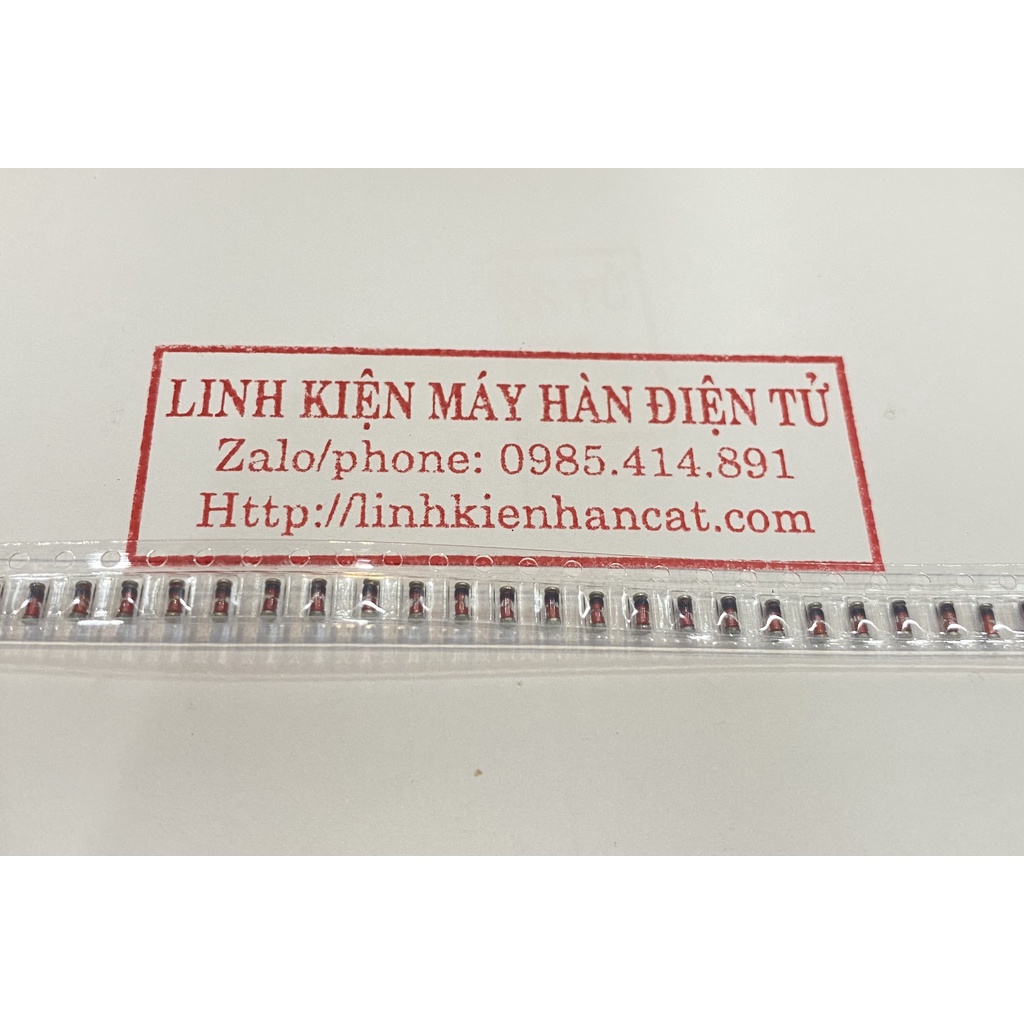 LINH KIỆN MÁY HÀN ĐIỆN TỬ
Zalo/phone: 0985.414.891
Http://linhkienhancat.com